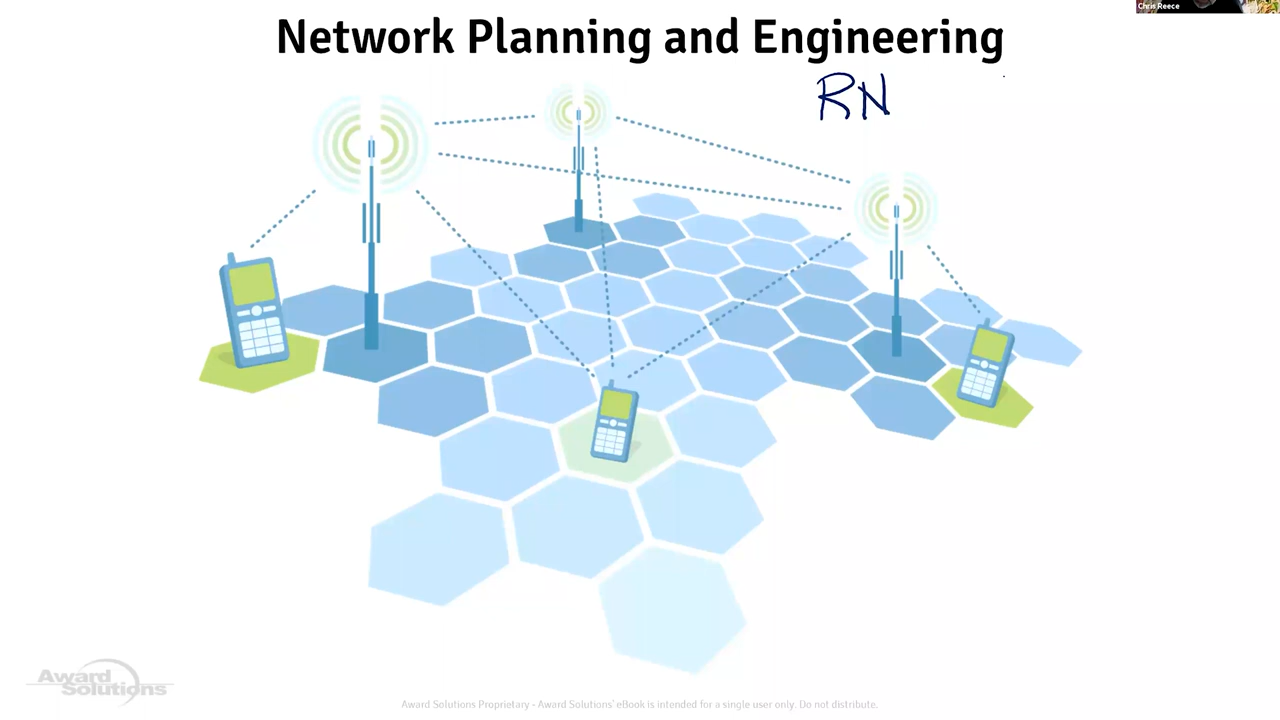 Chris Reece
Network Planning and Engineering
RN
Award
Solutions
Award Solutions Proprietary - Award Solutions' eBook is intended for a single user only. Do not distribute.